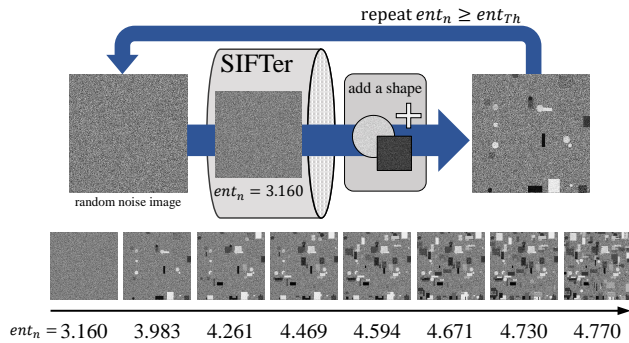 repeat ent_n ≥ ent_Th
SIFTer
add a shape
ent_n = 3.160
random noise image
ent_n = 3.160 3.983 4.261 4.469 4.594 4.671 4.730 4.770